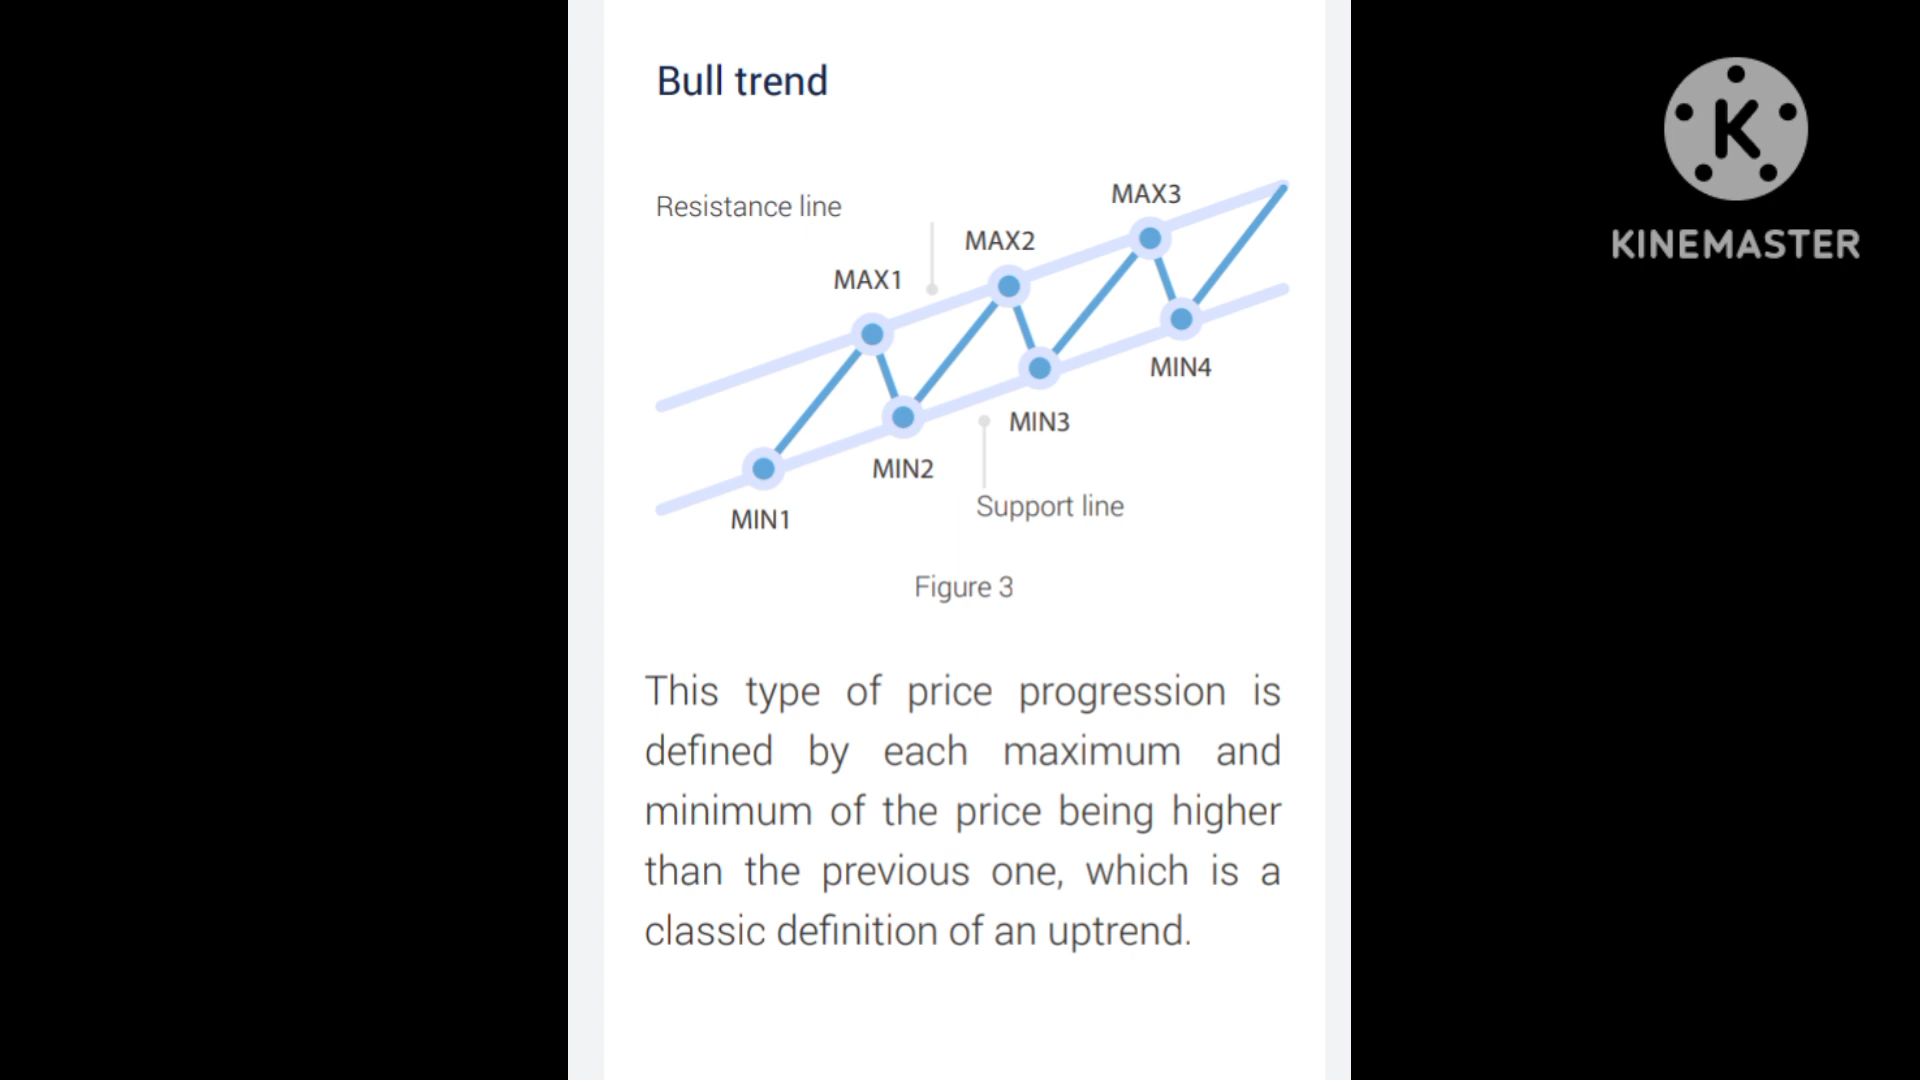 Bull trend
Resistance line
MAX3
MAX2
MAX1
MIN4
MIN3
MIN2
Support line
MIN1
Figure 3
This type of price progression is
defined by each maximum and
minimum of the price being higher
than the previous one, which is a
classic definition of an uptrend.
K
KINEMASTER